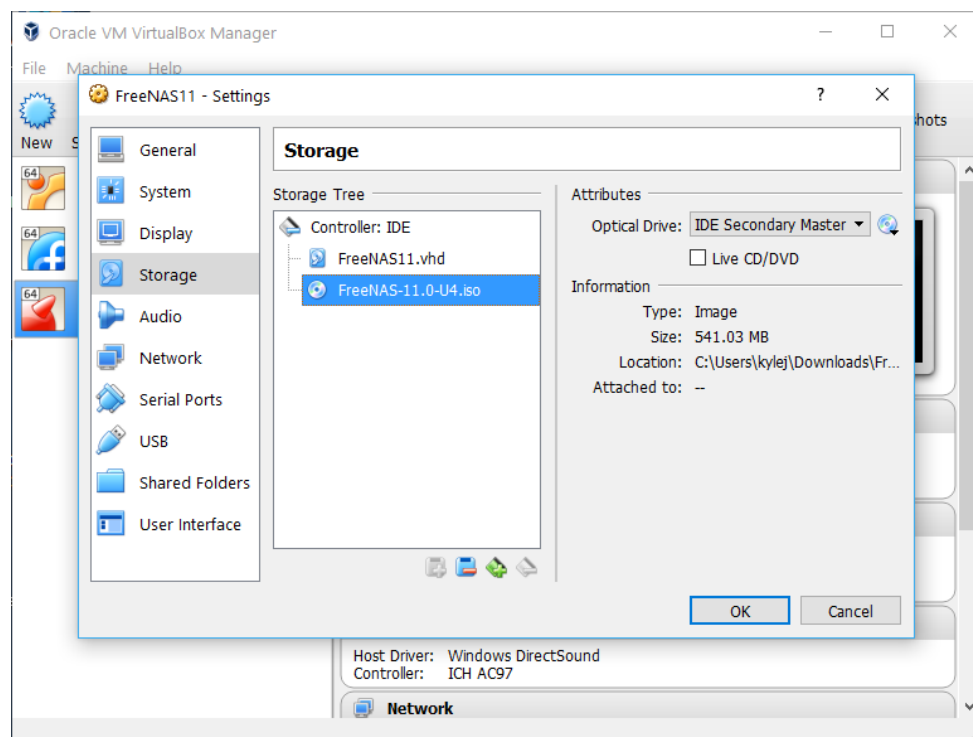 Oracle VM VirtualBox Manager
File Machine Help
FreeNAS11 - Settings
? 
New S
hots
64
64
64
General
System
Display
Storage
Audio
Network
Serial Ports
USB
Shared Folders
User Interface
Storage
Storage Tree
Controller: IDE
FreeNAS11.vhd
FreeNAS-11.0-U4.iso
Attributes
Optical Drive: IDE Secondary Master
Live CD/DVD
Information
Type: Image
Size: 541.03 MB
Location: C:\Users\kylej\Downloads\Fr...
Attached to: --
OK Cancel
Host Driver: Windows DirectSound
Controller: ICH AC97
Network